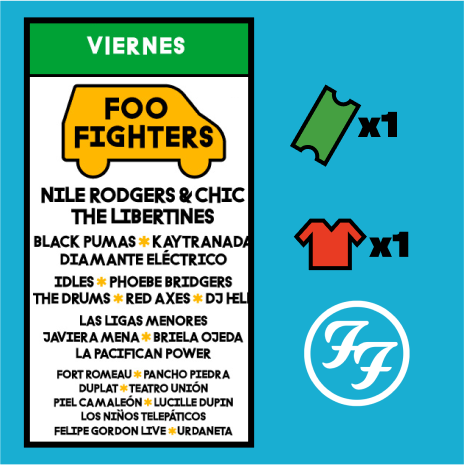 VIERNES
FOO
FIGHTERS
NILE RODGERS & CHIC
THE LIBERTINES
BLACK PUMAS * KAYTRANADA
DIAMANTE ELÉCTRICO
IDLES * PHOEBE BRIDGERS
THE DRUMS * RED AXES * DJ HEL
LAS LIGAS MENORES
JAVIERA MENA * BRIELA OJEDA
LA PACIFICAN POWER
FORT ROMEAU * PANCHO PIEDRA
DUPLAT * TEATRO UNIÓN
PIEL CAMALEÓN * LUCILLE DUPIN
LOS NIÑOS TELEPÁTICOS
FELIPE GORDON LIVE * URDANETA
x1
x1
FF